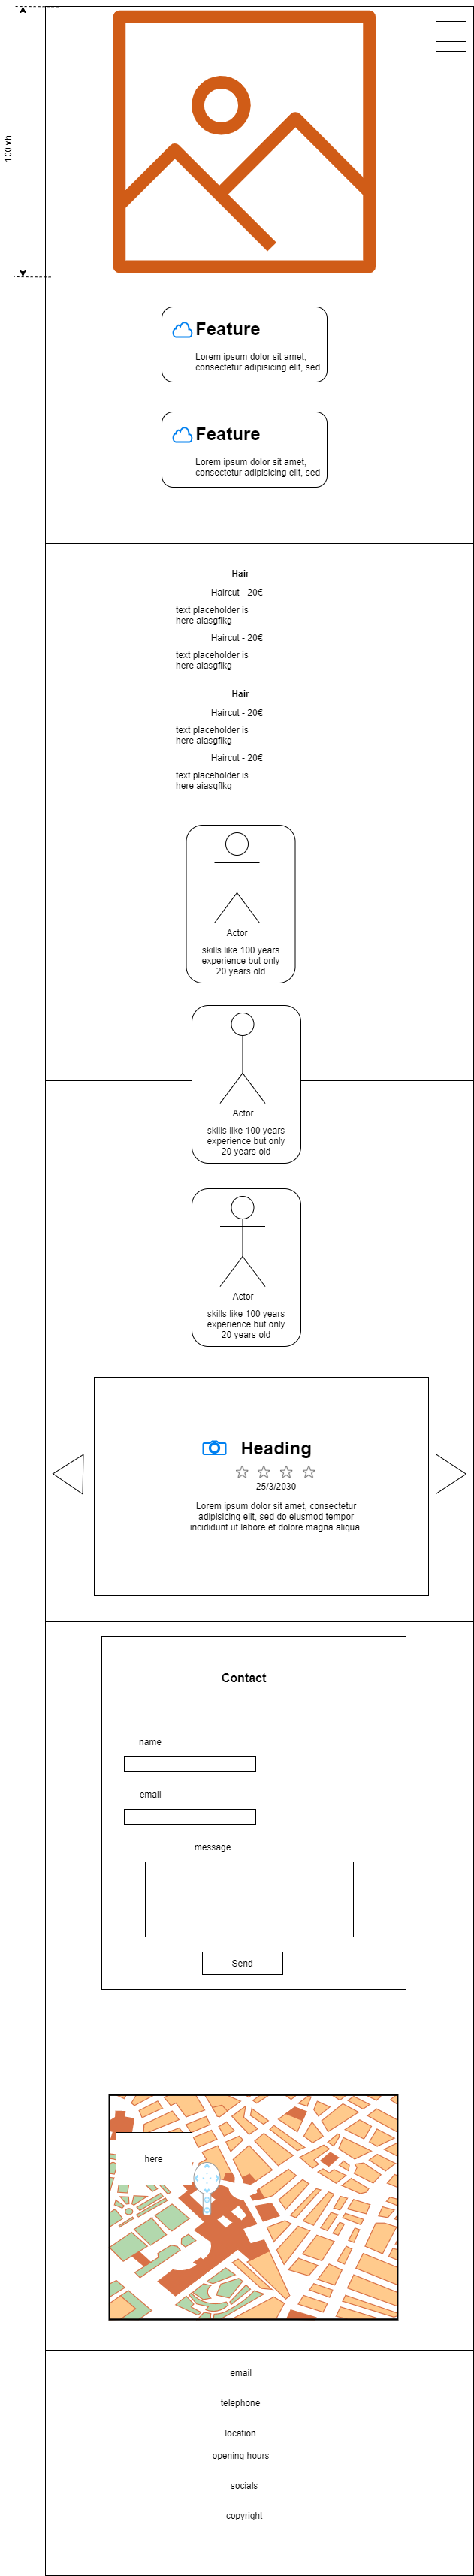 100 vh
Feature
Lorem ipsum dolor sit amet,
consectetur adipisicing elit, sed
Feature
Lorem ipsum dolor sit amet,
consectetur adipisicing elit, sed
Hair
Haircut - 20€
text placeholder is
here aiasgflkg
Haircut - 20€
text placeholder is
here aiasgflkg
Hair
Haircut - 20€
text placeholder is
here aiasgflkg
Haircut - 20€
text placeholder is
here aiasgflkg
Actor
skills like 100 years
experience but only
20 years old
Actor
skills like 100 years
experience but only
20 years old
Actor
skills like 100 years
experience but only
20 years old
Heading
25/3/2030
Lorem ipsum dolor sit amet, consectetur
adipisicing elit, sed do eiusmod tempor
incididunt ut labore et dolore magna aliqua.
Contact
name
email
message
Send
here
email
telephone
location
opening hours
socials
copyright